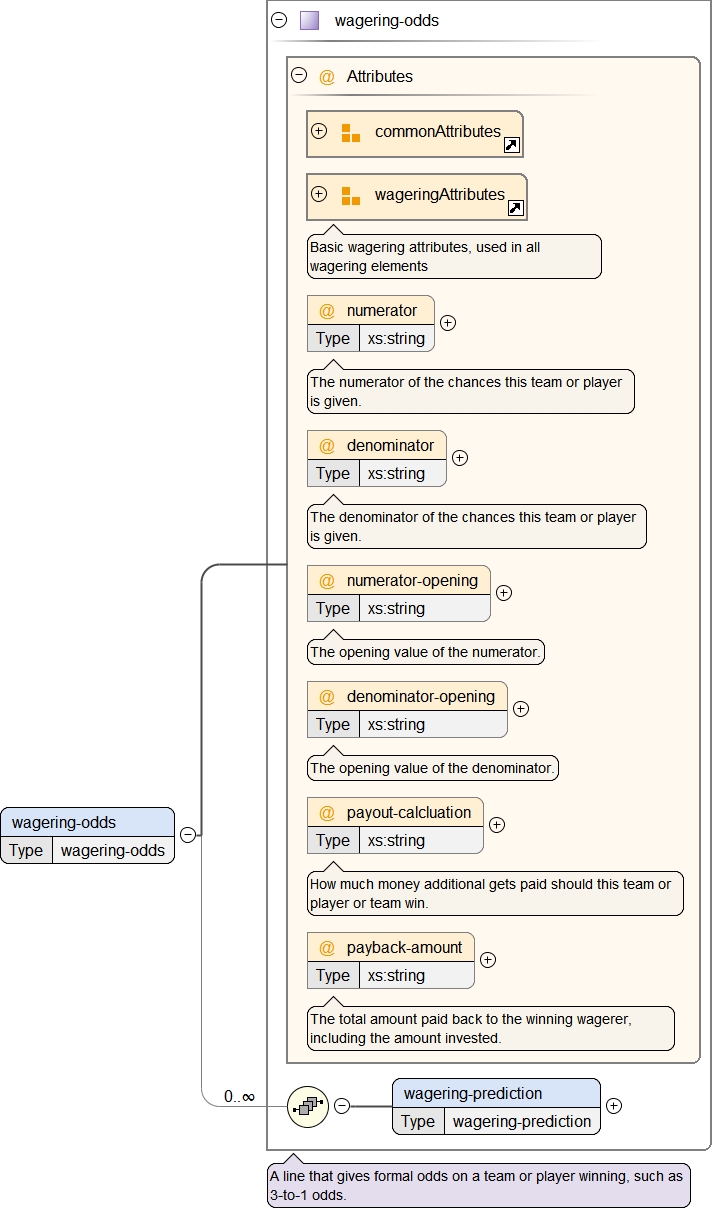 wagering-odds
@ Attributes
commonAttributes
wageringAttributes
Basic wagering attributes, used in all
wagering elements
@ numerator
Type xs:string
The numerator of the chances this team or player
is given.
@ denominator
Type xs:string
The denominator of the chances this team or player
is given.
@ numerator-opening
Type xs:string
The opening value of the numerator.
@ denominator-opening
Type xs:string
The opening value of the denominator.
@ payout-calcluation
Type xs:string
How much money additional gets paid should this team or
player or team win.
@ payback-amount
Type xs:string
The total amount paid back to the winning wagerer,
including the amount invested.
wagering-odds
Type wagering-odds
0..∞
wagering-prediction
Type wagering-prediction
A line that gives formal odds on a team or player winning, such as
3-to-1 odds.